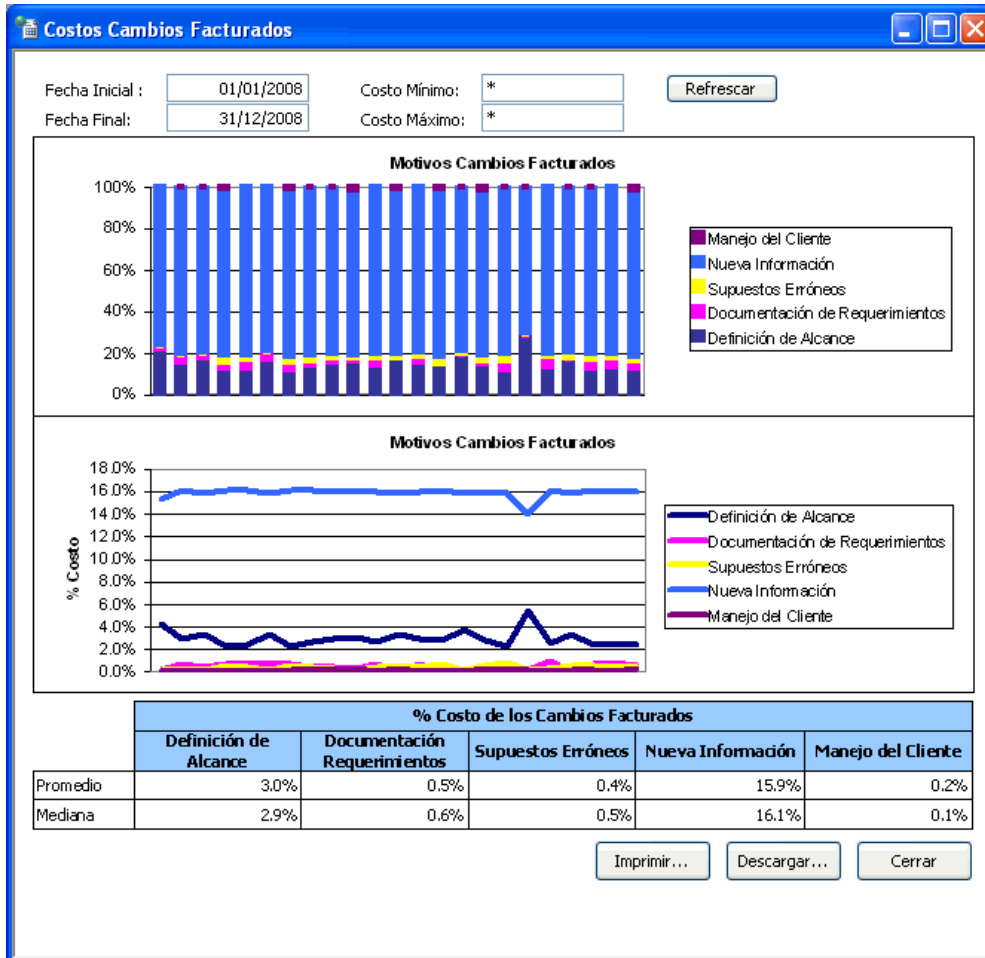 Costos Cambios Facturados
Fecha Inicial : 01/01/2008 Costo Mínimo: * Refrescar
Fecha Final: 31/12/2008 Costo Máximo: *
Motivos Cambios Facturados
100%
80%
60%
40%
20%
0%
Manejo del Cliente
Nueva Información
Supuestos Erróneos
Documentación de Requerimientos
Definición de Alcance
Motivos Cambios Facturados
% Costo
18.0%
16.0%
14.0%
12.0%
10.0%
8.0%
6.0%
4.0%
2.0%
0.0%
Definición de Alcance
Documentación de Requerimientos
Supuestos Erróneos
Nueva Información
Manejo del Cliente
% Costo de los Cambios Facturados
Definición de Alcance Documentación Requerimientos Supuestos Erróneos Nueva Información Manejo del Cliente
Promedio 3.0% 0.5% 0.4% 15.9% 0.2%
Mediana 2.9% 0.6% 0.5% 16.1% 0.1%
Imprimir... Descargar... Cerrar